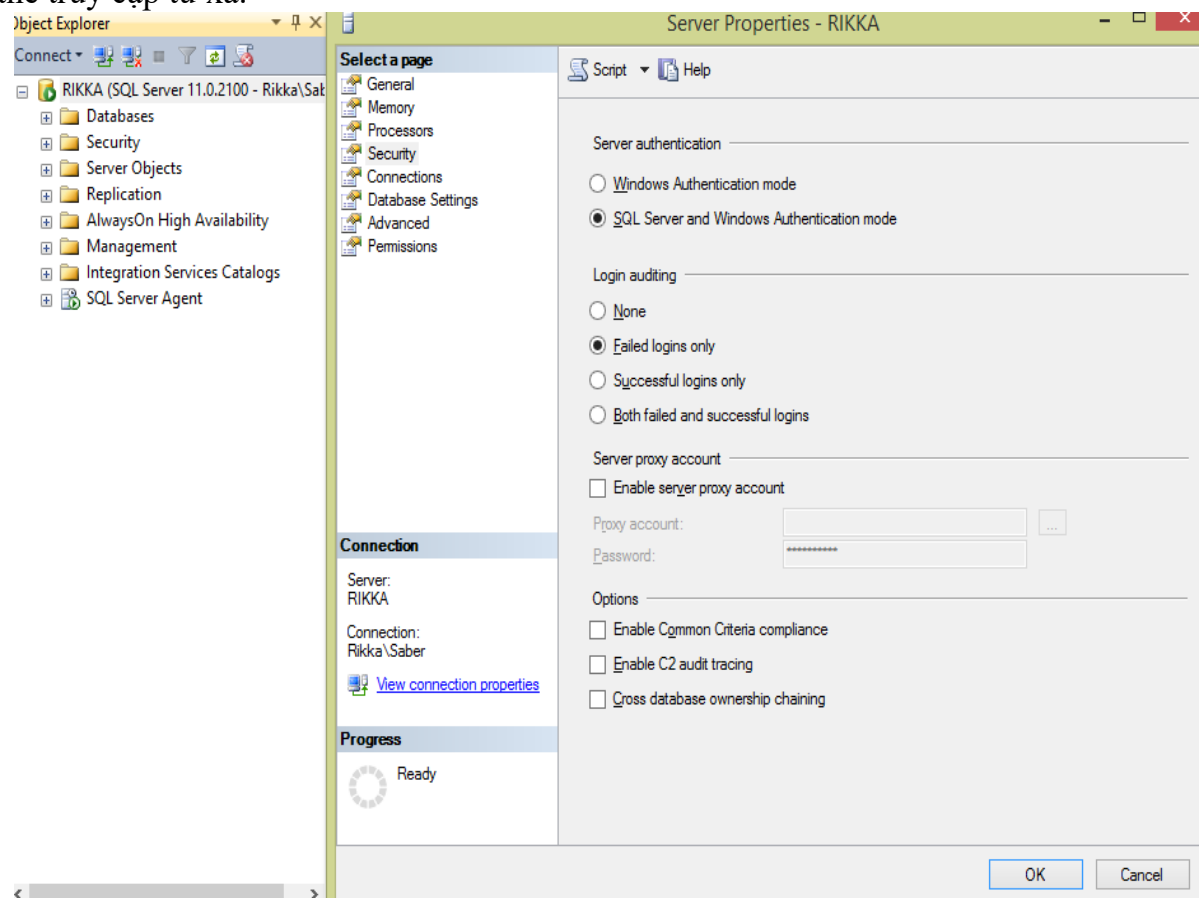 thể truy cập từ xa.
Object Explorer
Connect
RIKKA (SQL Server 11.0.2100 - Rikka\Sab
Databases
Security
Server Objects
Replication
AlwaysOn High Availability
Management
Integration Services Catalogs
SQL Server Agent
Server Properties - RIKKA
Select a page
General
Memory
Processors
Security
Connections
Database Settings
Advanced
Permissions
Connection
Server:
RIKKA
Connection:
Rikka\Saber
View connection properties
Progress
Ready
Script
Help
Server authentication
Windows Authentication mode
SQL Server and Windows Authentication mode
Login auditing
None
Failed logins only
Successful logins only
Both failed and successful logins
Server proxy account
Enable server proxy account
Proxy account:
...
Password:
**********
Options
Enable Common Criteria compliance
Enable C2 audit tracing
Cross database ownership chaining
OK
Cancel